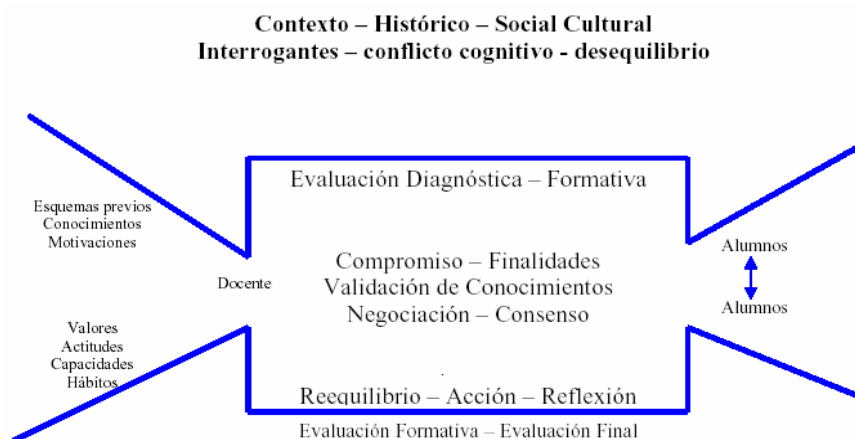 Contexto – Histórico – Social Cultural
Interrogantes – conflicto cognitivo - desequilibrio
Evaluación Diagnóstica – Formativa
Esquemas previos
Conocimientos
Motivaciones
Docente
Compromiso – Finalidades
Validación de Conocimientos
Negociación – Consenso
Alumnos
Alumnos
Valores
Actitudes
Capacidades
Hábitos
Reequilibrio – Acción – Reflexión
Evaluación Formativa – Evaluación Final